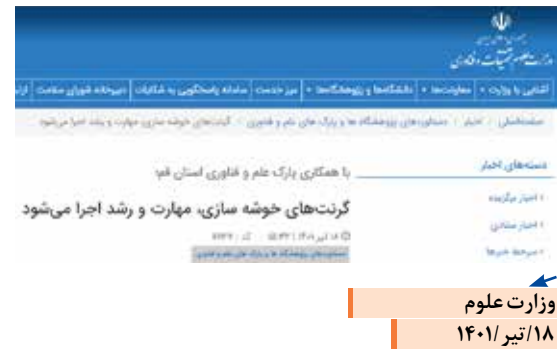 وزارت علوم تحقیقات و فناوری
آشنایی با وزارت معاونت‌ها دانشگاه‌ها و پژوهشگاه‌ها میز خدمت سامانه پاسخگویی به شکایات دبیرخانه شورای سلامت
صفحه‌اصلی / اخبار / دستاوردهای پژوهشگاه ها و پارک های علم و فناوری / گرنت‌های خوشه سازی، مهارت و رشد اجرا می‌شود
دسته‌های اخبار
اخبار برگزیده
اخبار ستادی
سرخط خبرها
با همکاری پارک علم و فناوری استان قم؛
گرنت‌های خوشه سازی، مهارت و رشد اجرا می‌شود
دستاوردهای پژوهشگاه ها و پارک های علم و فناوری
وزارت علوم
۱۸/تیر/۱۴۰۱